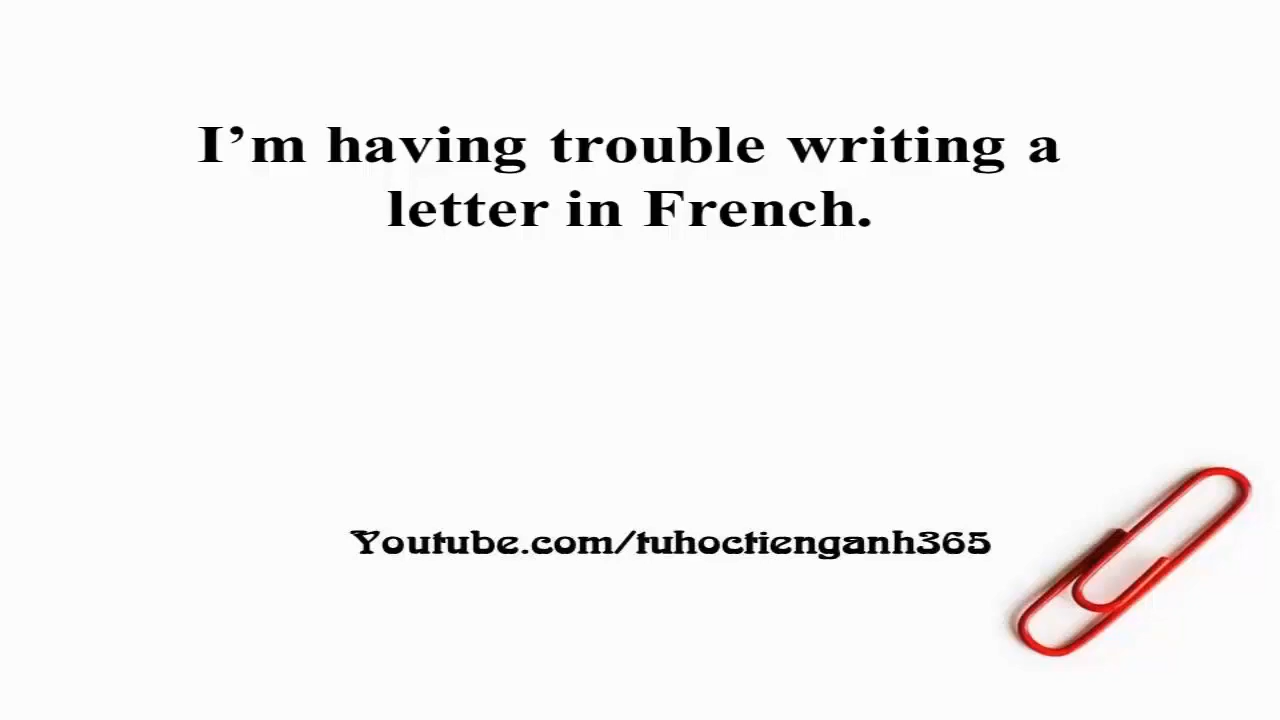 I’m having trouble writing a
letter in French.
Youtube.com/tuhoctienganh365